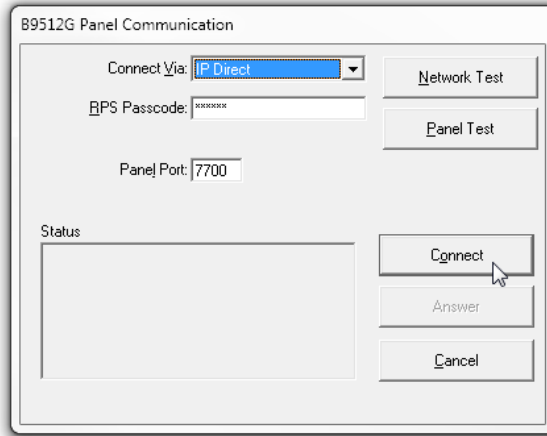 B9512G Panel Communication
Connect Via: IP Direct
Network Test
RPS Passcode: ××××××
Panel Test
Panel Port: 7700
Status
Connect
Answer
Cancel